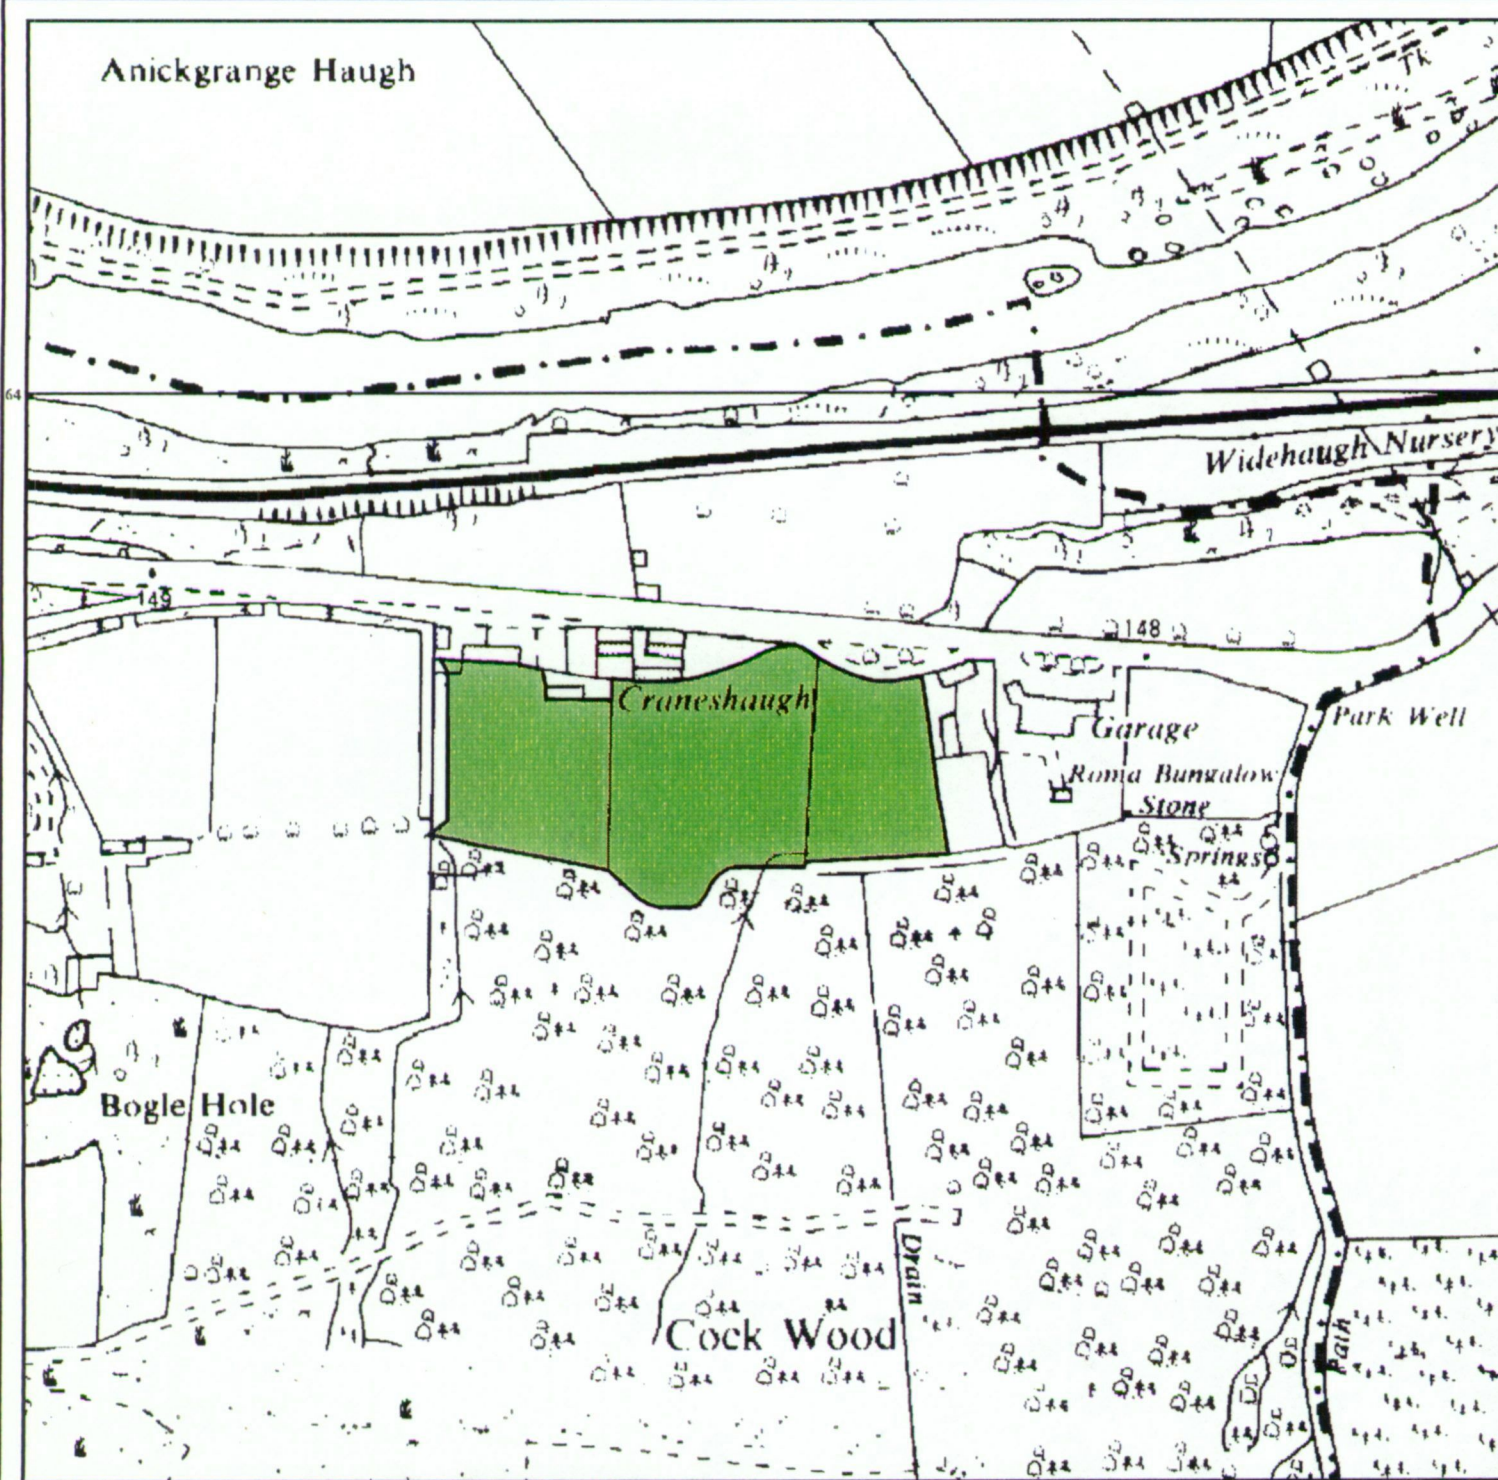 Anickgrange Haugh
Tk
64
Widehaugh Nursery
149
148
Craneshaugh
Park Well
Garage
Roma Bungalow
Stone
Springs
Bogle Hole
Drain
Cock Wood
Path